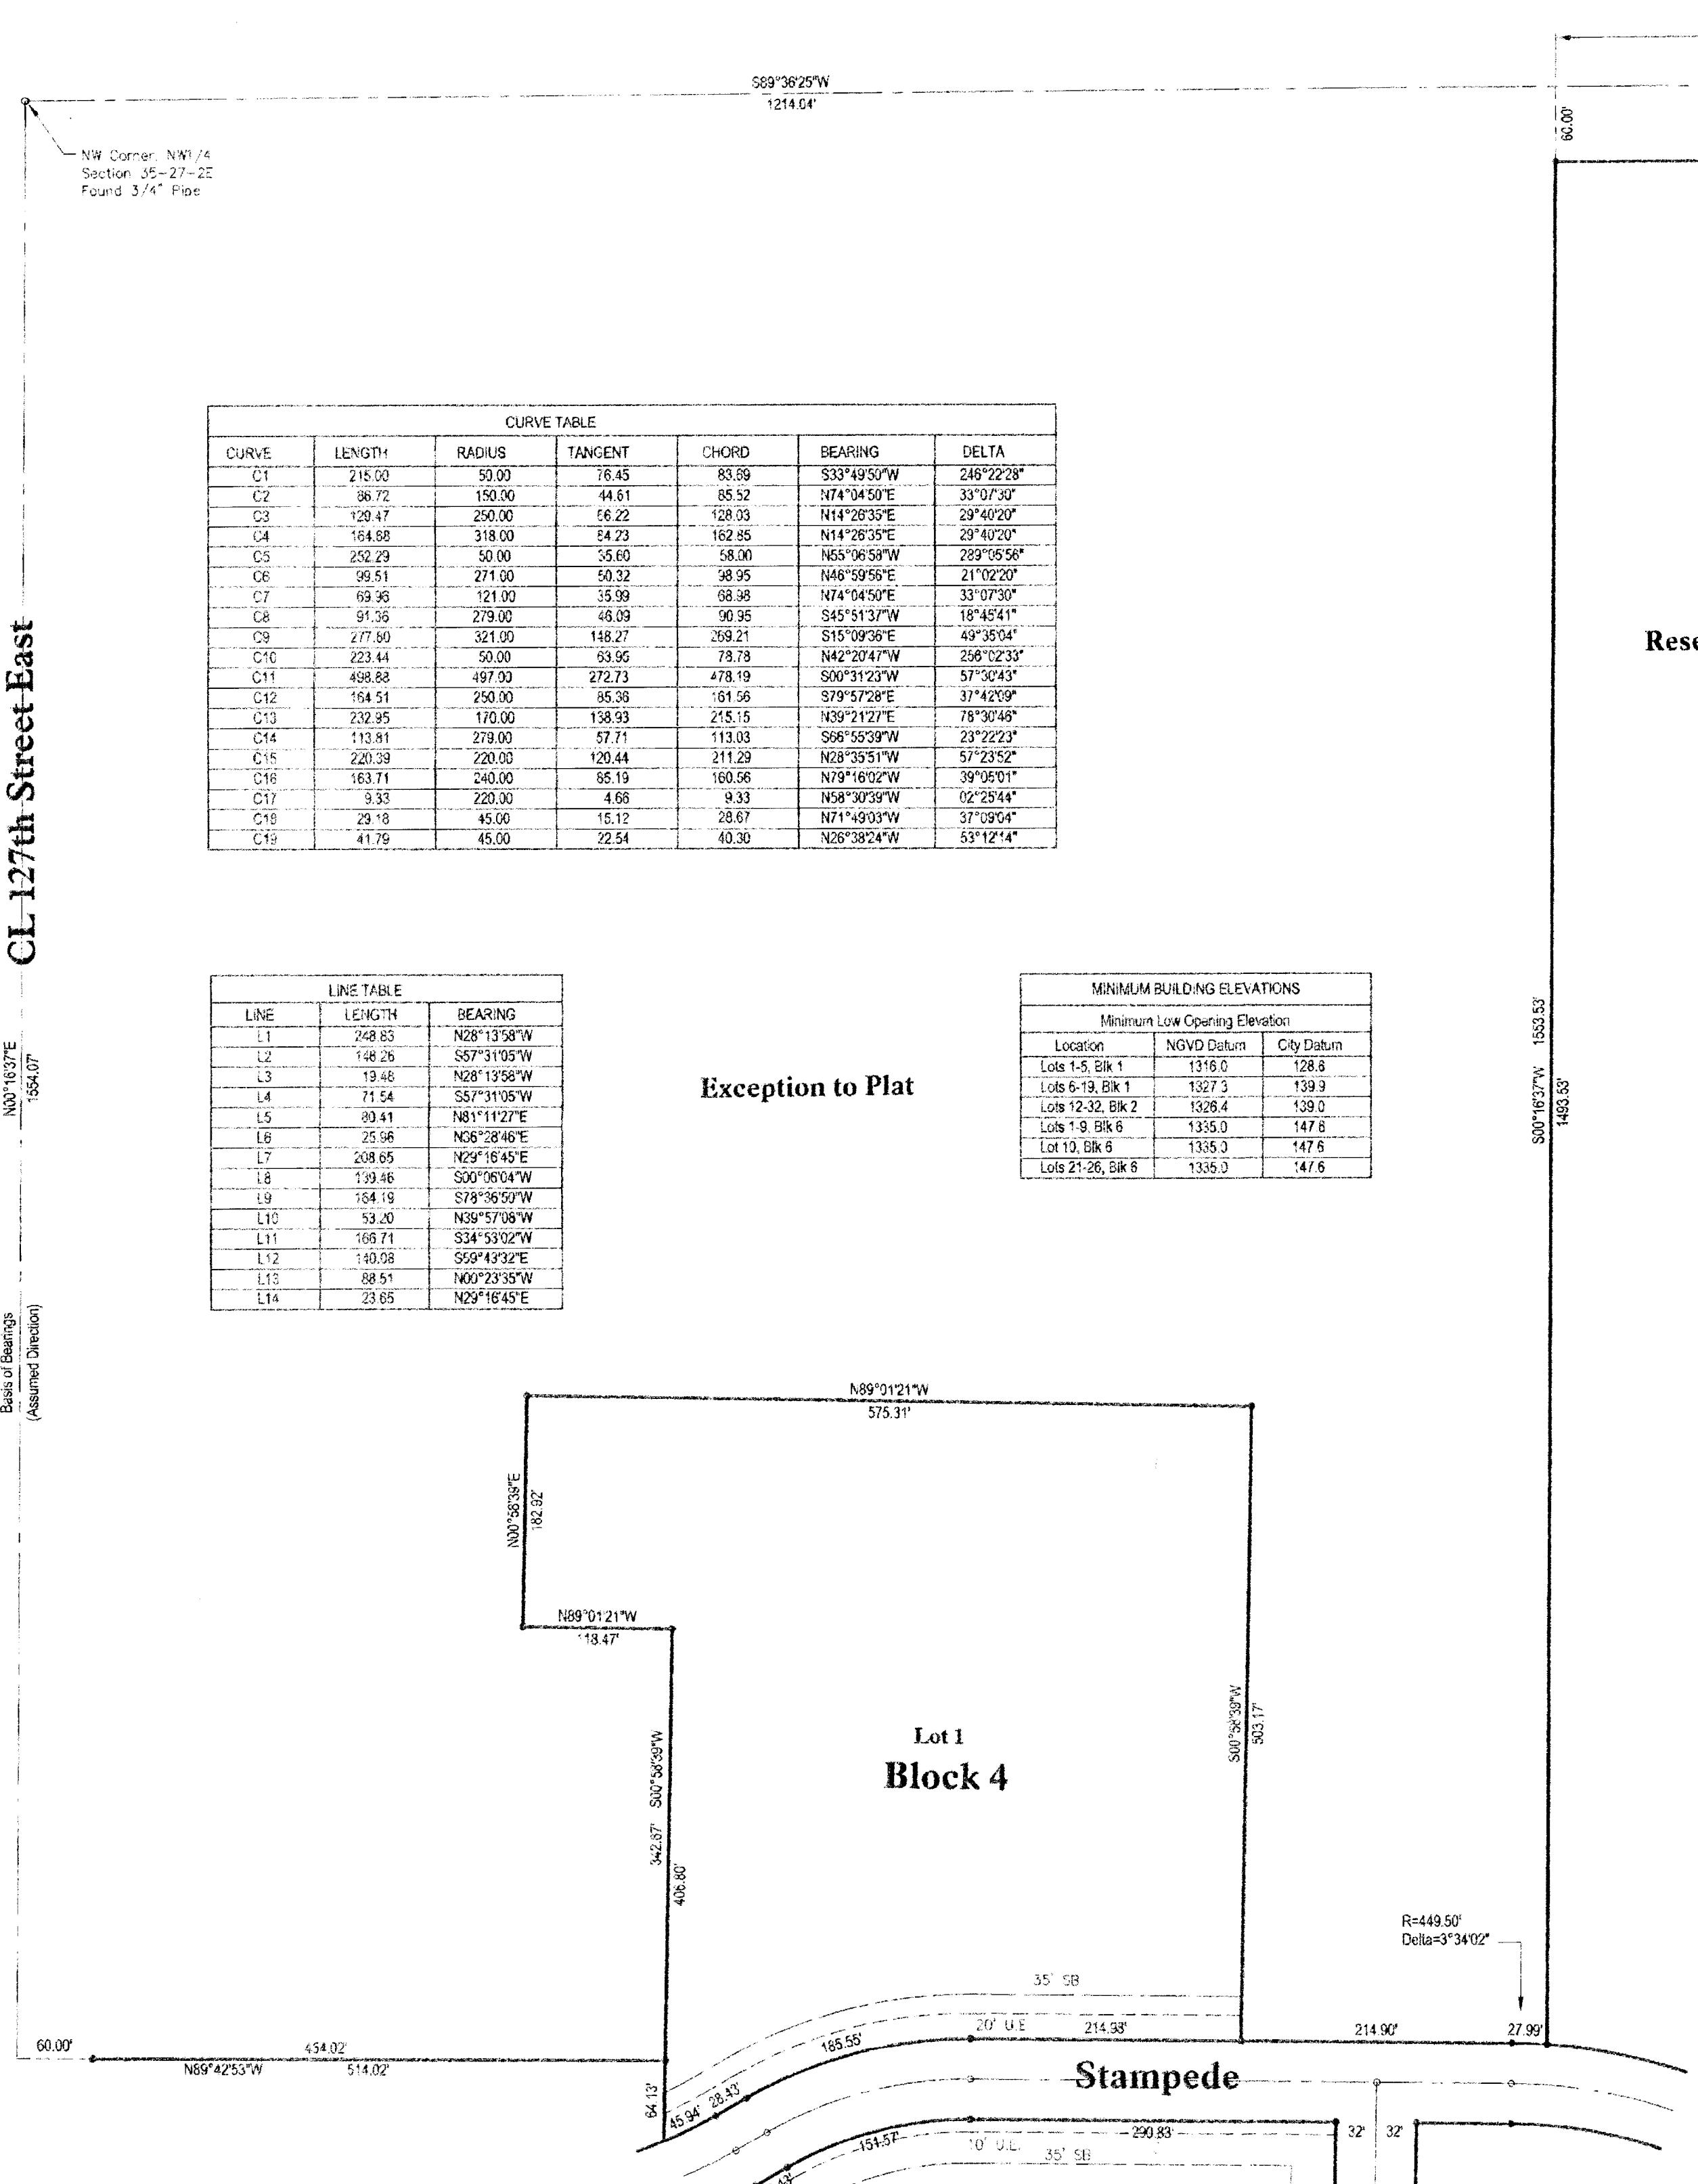 S89°36'25"W
1214.04'
60.00'
NW Corner, NW1/4
Section 35-27-2E
Found 3/4" Pipe
CURVE TABLE
CURVE LENGTH RADIUS TANGENT CHORD BEARING DELTA
C1 215.00 50.00 76.45 83.69 S33°49'50"W 246°22'28"
C2 86.72 150.00 44.61 85.52 N74°04'50"E 33°07'30"
C3 129.47 250.00 66.22 128.03 N14°26'35"E 29°40'20"
C4 164.68 318.00 84.23 162.85 N14°26'35"E 29°40'20"
C5 252.29 50.00 35.60 58.00 N55°06'58"W 289°05'56"
C6 99.51 271.00 50.32 98.95 N46°59'56"E 21°02'20"
C7 69.96 121.00 35.99 68.98 N74°04'50"E 33°07'30"
C8 91.36 279.00 46.09 90.95 S45°51'37"W 18°45'41"
C9 277.80 321.00 148.27 269.21 S15°09'36"E 49°35'04"
C10 223.44 50.00 63.95 78.78 N42°20'47"W 256°02'33"
C11 498.88 497.00 272.73 478.19 S00°31'23"W 57°30'43"
C12 164.51 250.00 85.36 161.56 S79°57'28"E 37°42'09"
C13 232.95 170.00 138.93 215.15 N39°21'27"E 78°30'46"
C14 113.81 279.00 57.71 113.03 S66°55'39"W 23°22'23"
C15 220.39 220.00 120.44 211.29 N28°35'51"W 57°23'52"
C16 163.71 240.00 85.19 160.56 N79°16'02"W 39°05'01"
C17 9.33 220.00 4.66 9.33 N58°30'39"W 02°25'44"
C18 29.18 45.00 15.12 28.67 N71°49'03"W 37°09'04"
C19 41.79 45.00 22.54 40.30 N26°38'24"W 53°12'14"
Rese
CL 127th Street East
N00°16'37"E
1554.07'
Basis of Bearings
(Assumed Direction)
LINE TABLE
LINE LENGTH BEARING
L1 248.83 N28°13'58"W
L2 148.26 S57°31'05"W
L3 19.48 N28°13'58"W
L4 71.54 S57°31'05"W
L5 80.41 N81°11'27"E
L6 25.96 N36°28'46"E
L7 208.65 N29°16'45"E
L8 139.46 S00°06'04"W
L9 164.19 S78°36'50"W
L10 53.20 N39°57'08"W
L11 166.71 S34°53'02"W
L12 140.08 S59°43'32"E
L13 88.51 N00°23'35"W
L14 23.65 N29°16'45"E
Exception to Plat
MINIMUM BUILDING ELEVATIONS
Minimum Low Opening Elevation
Location NGVD Datum City Datum
Lots 1-5, Blk 1 1316.0 128.6
Lots 6-19, Blk 1 1327.3 139.9
Lots 12-32, Blk 2 1326.4 139.0
Lots 1-9, Blk 6 1335.0 147.6
Lot 10, Blk 6 1335.0 147.6
Lots 21-26, Blk 6 1335.0 147.6
S00°16'37"W 1553.53'
1493.53'
N89°01'21"W
575.31'
N00°58'39"E
182.92'
N89°01'21"W
118.47'
342.67' S00°58'39"W
406.80'
Lot 1
Block 4
S00°58'39"W
503.17'
R=449.50'
Delta=3°34'02"
35' SB
20' U.E
185.55'
214.93'
214.90'
27.99'
60.00'
454.02'
N89°42'53"W 514.02'
64.13'
45.94'
28.43'
Stampede
154.57'
290.83'
10' U.E.
35' SB
32' 32'